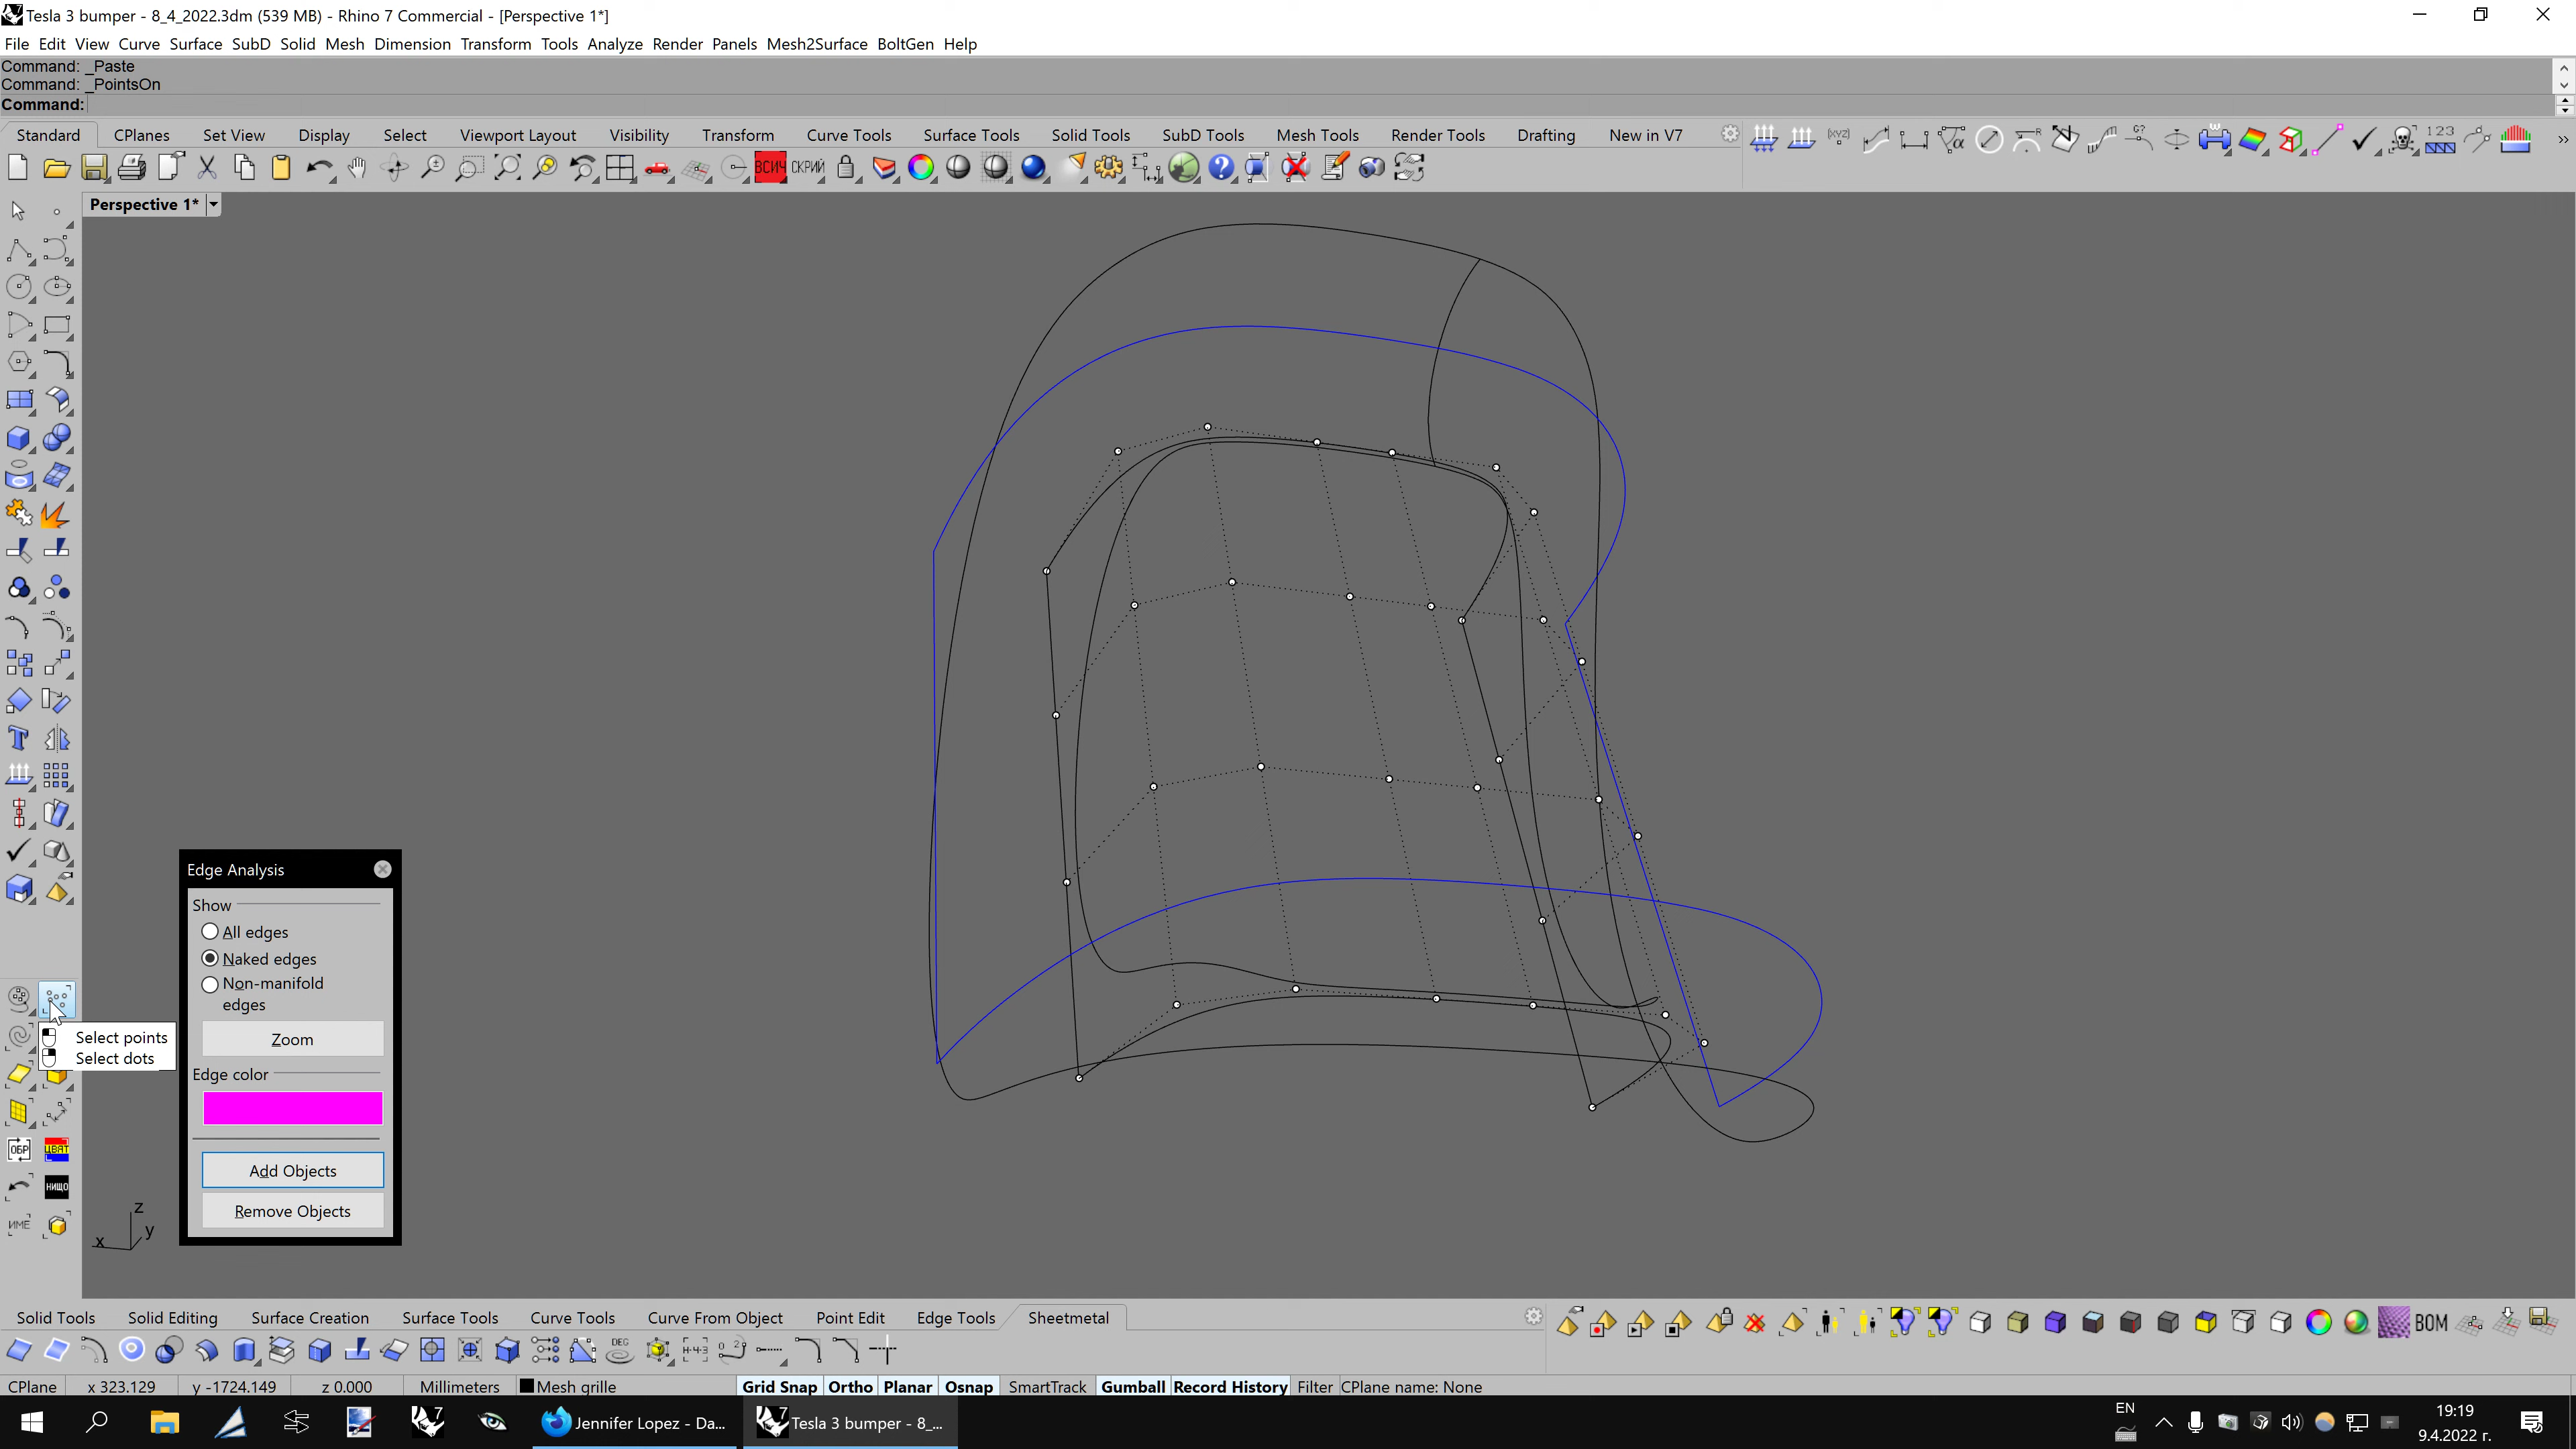 Tesla 3 bumper - 8_4_2022.3dm (539 MB) - Rhino 7 Commercial - [Perspective 1*]
File Edit View Curve Surface SubD Solid Mesh Dimension Transform Tools Analyze Render Panels Mesh2Surface BoltGen Help
Command: _Paste
Command: _PointsOn
Command:
Standard CPlanes Set View Display Select Viewport Layout Visibility Transform Curve Tools Surface Tools Solid Tools SubD Tools Mesh Tools Render Tools Drafting New in V7
ВСИЧ СКРИЙ
Perspective 1*
Edge Analysis
Show
All edges
Naked edges
Non-manifold
edges
Zoom
Select points
Select dots
Edge color
Add Objects
Remove Objects
ОБР ЦВЯТ
НИЩО
ИМЕ
z
y
x
Solid Tools Solid Editing Surface Creation Surface Tools Curve Tools Curve From Object Point Edit Edge Tools Sheetmetal
BOM
DEG
CPlane x 323.129 y -1724.149 z 0.000 Millimeters Mesh grille Grid Snap Ortho Planar Osnap SmartTrack Gumball Record History Filter CPlane name: None
Jennifer Lopez - Da... Tesla 3 bumper - 8_...
EN
19:19
9.4.2022 г.